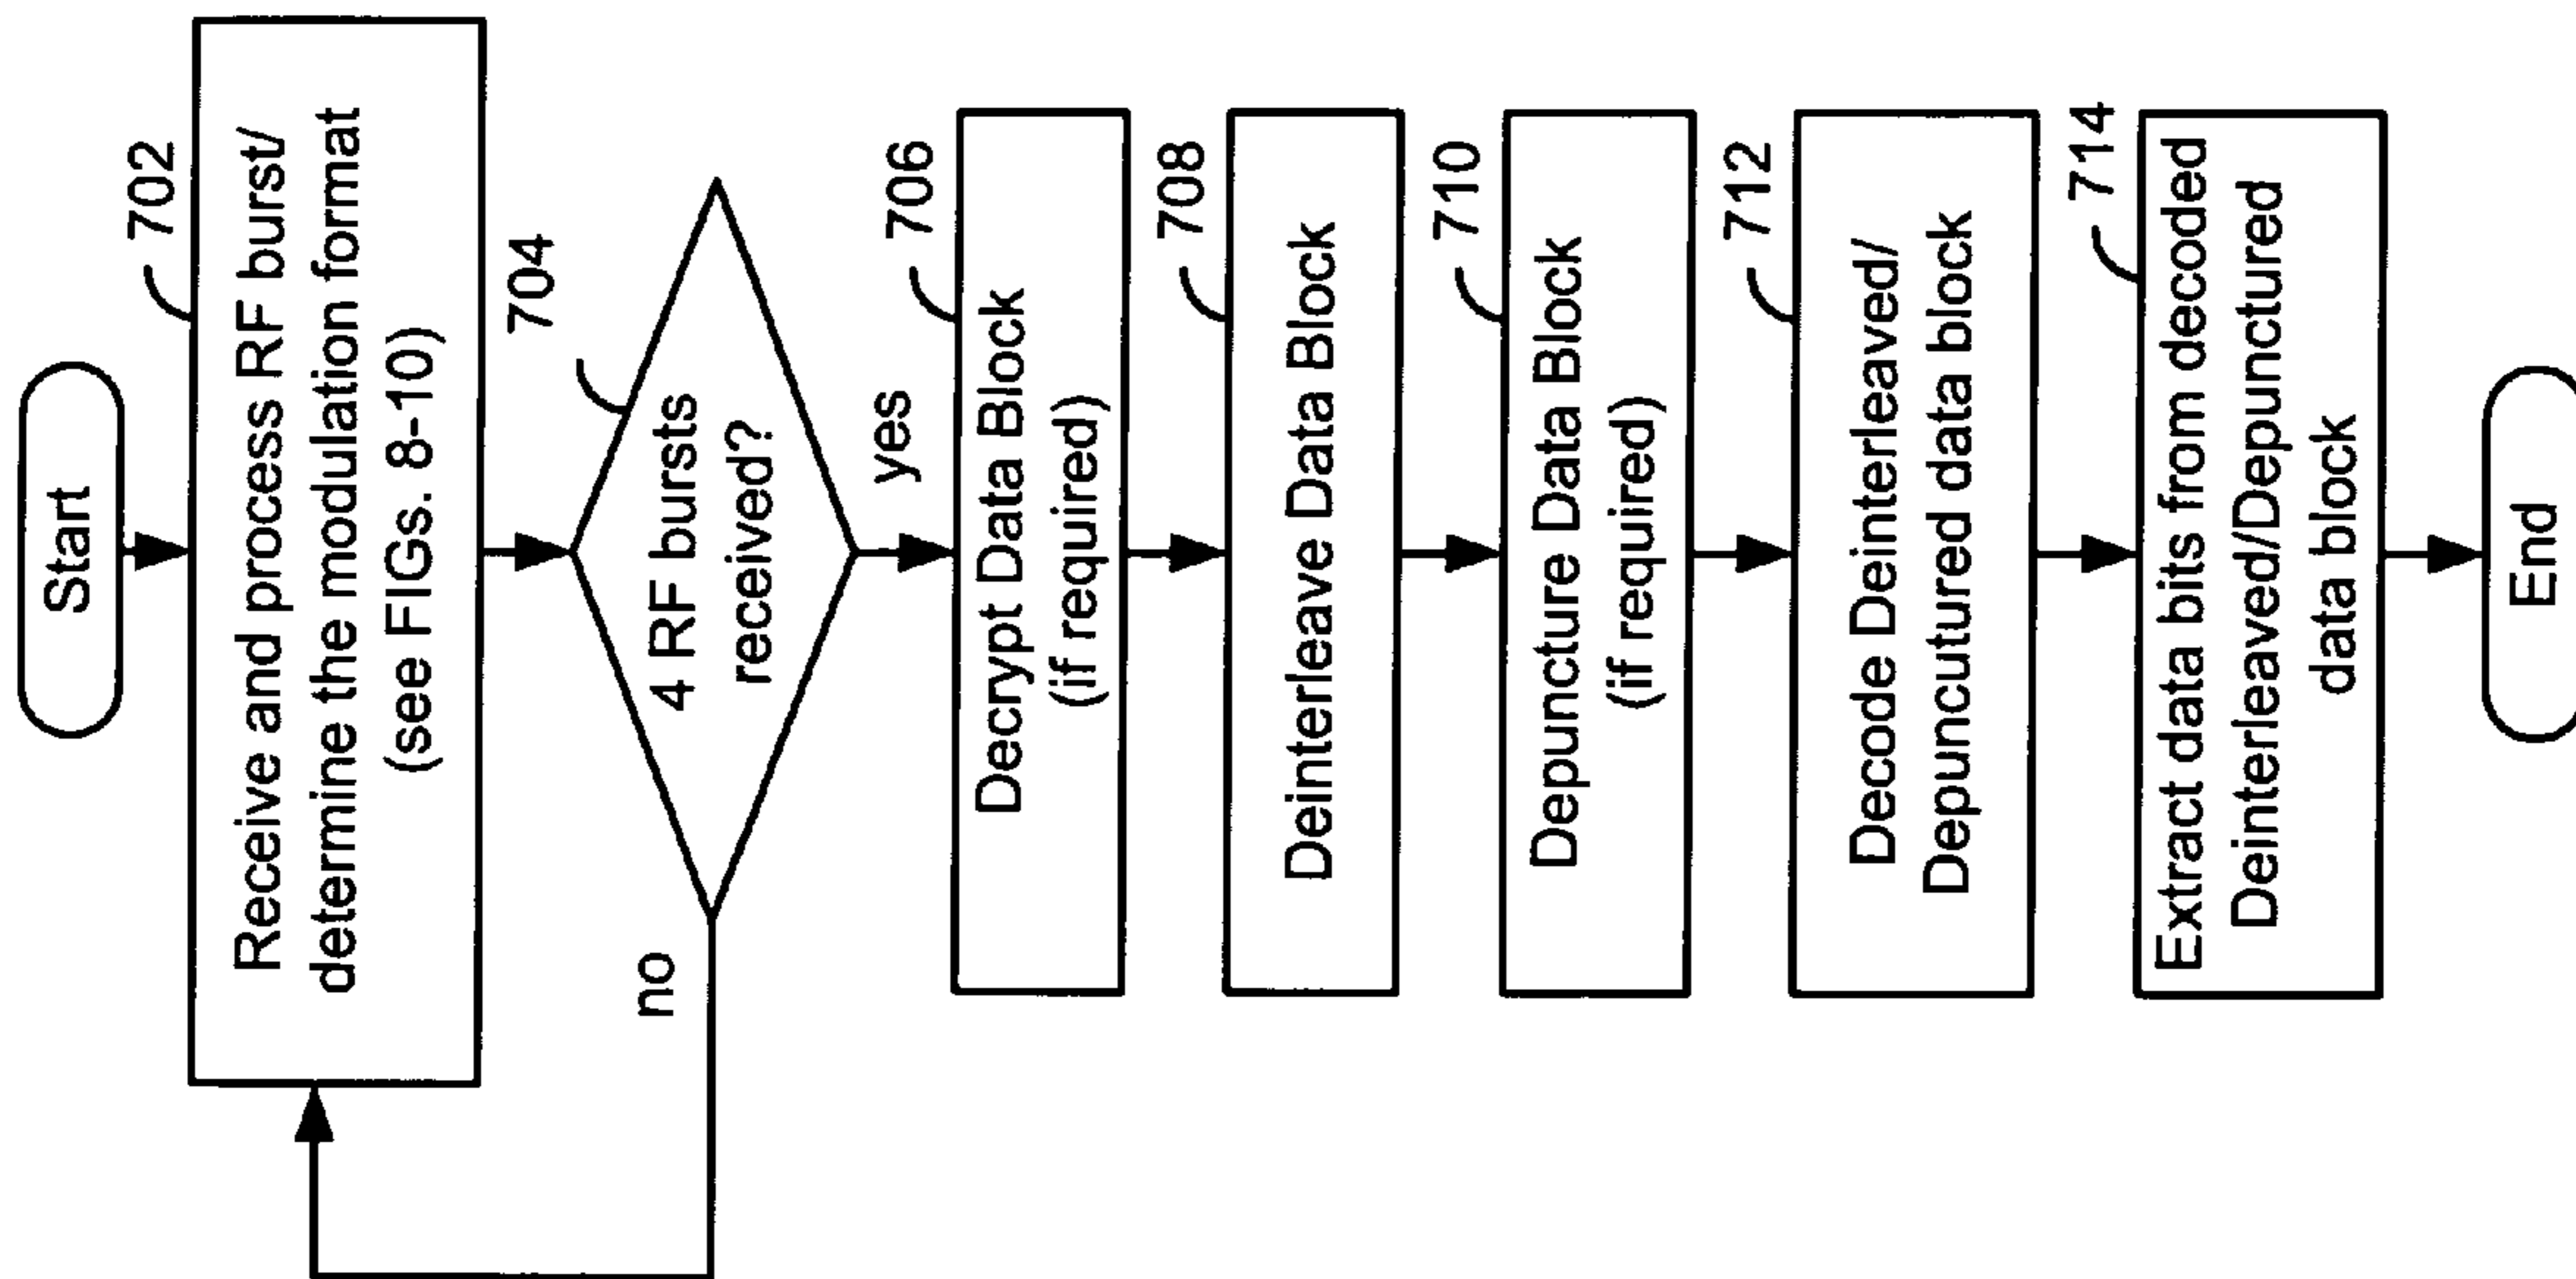 Start
702
Receive and process RF burst/
determine the modulation format
(see FIGs. 8-10)
704
4 RF bursts
received?
no
yes
706
Decrypt Data Block
(if required)
708
Deinterleave Data Block
710
Depuncture Data Block
(if required)
712
Decode Deinterleaved/
Depuncutured data block
714
Extract data bits from decoded
Deinterleaved/Depunctured
data block
End